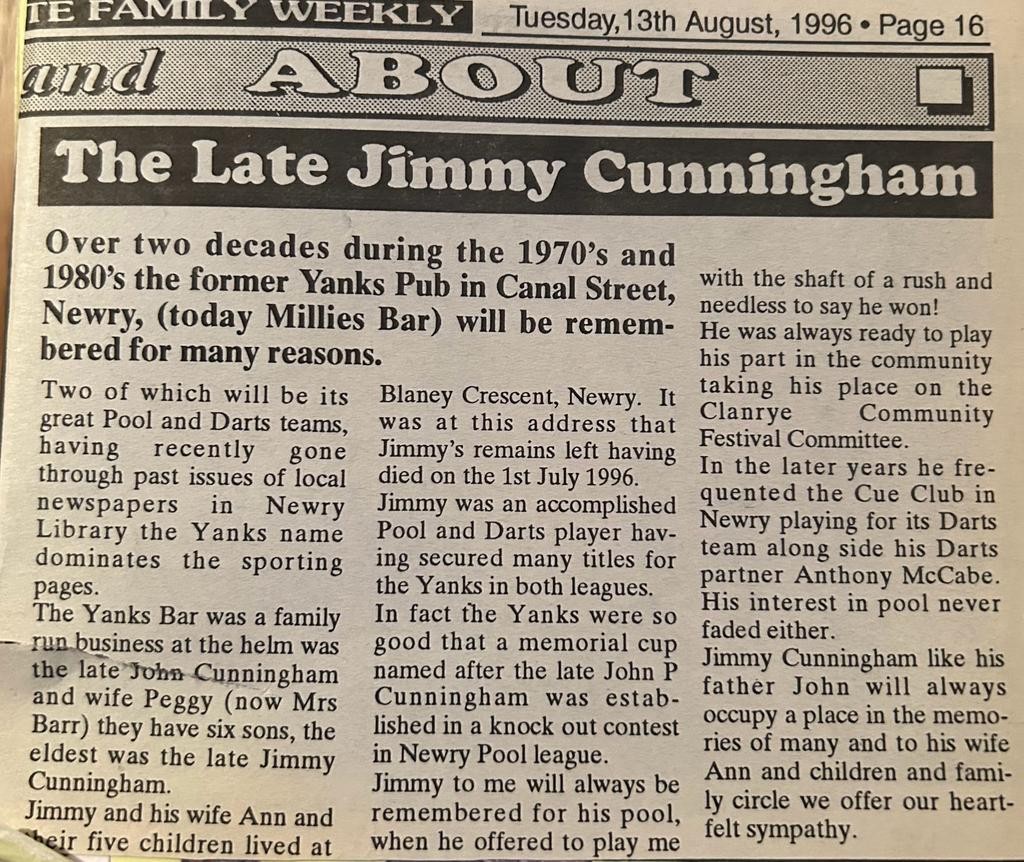 TE FAMILY WEEKLY Tuesday, 13th August, 1996 • Page 16
and ABOUT
The Late Jimmy Cunningham
Over two decades during the 1970's and
1980's the former Yanks Pub in Canal Street,
Newry, (today Millies Bar) will be remem-
bered for many reasons.
Two of which will be its
great Pool and Darts teams,
having recently gone
through past issues of local
newspapers in Newry
Library the Yanks name
dominates the sporting
pages.
The Yanks Bar was a family
run business at the helm was
the late John Cunningham
and wife Peggy (now Mrs
Barr) they have six sons, the
eldest was the late Jimmy
Cunningham.
Jimmy and his wife Ann and
their five children lived at
Blaney Crescent, Newry. It
was at this address that
Jimmy's remains left having
died on the 1st July 1996.
Jimmy was an accomplished
Pool and Darts player hav-
ing secured many titles for
the Yanks in both leagues.
In fact the Yanks were so
good that a memorial cup
named after the late John P
Cunningham was estab-
lished in a knock out contest
in Newry Pool league.
Jimmy to me will always be
remembered for his pool,
when he offered to play me
with the shaft of a rush and
needless to say he won!
He was always ready to play
his part in the community
taking his place on the
Clanrye Community
Festival Committee.
In the later years he fre-
quented the Cue Club in
Newry playing for its Darts
team along side his Darts
partner Anthony McCabe.
His interest in pool never
faded either.
Jimmy Cunningham like his
father John will always
occupy a place in the memo-
ries of many and to his wife
Ann and children and fami-
ly circle we offer our heart-
felt sympathy.